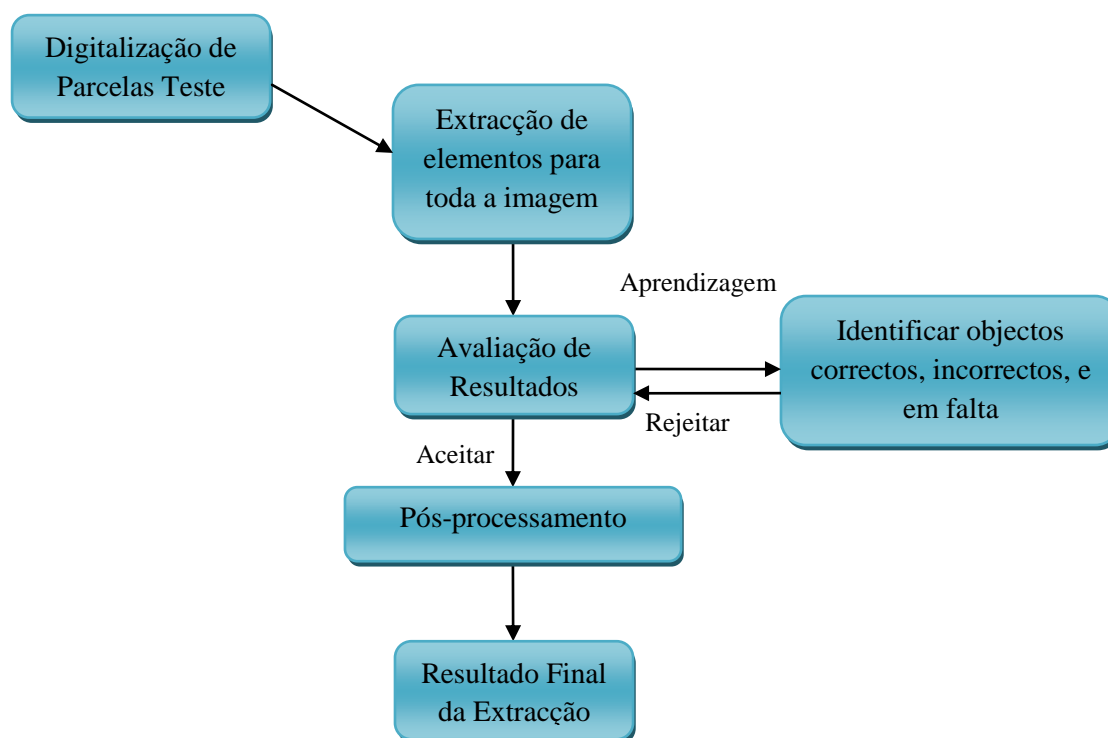 Digitalização de
Parcelas Teste
Extracção de
elementos para
toda a imagem
Aprendizagem
Avaliação de
Resultados
Identificar objectos
correctos, incorrectos, e
em falta
Rejeitar
Aceitar
Pós-processamento
Resultado Final
da Extracção